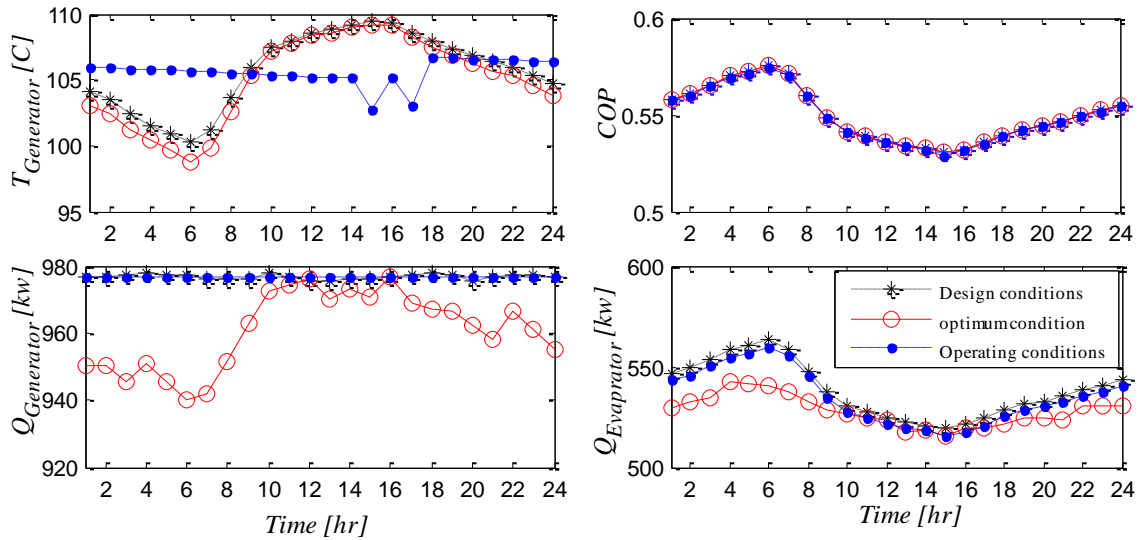 T_Generator [C]
110
105
100
95
2 4 6 8 10 12 14 16 18 20 22 24
COP
0.6
0.55
0.5
2 4 6 8 10 12 14 16 18 20 22 24
Q_Generator [kw]
980
960
940
920
2 4 6 8 10 12 14 16 18 20 22 24
Time [hr]
Q_Evaprator [kw]
600
550
500
Design conditions
optimum condition
Operating conditions
2 4 6 8 10 12 14 16 18 20 22 24
Time [hr]